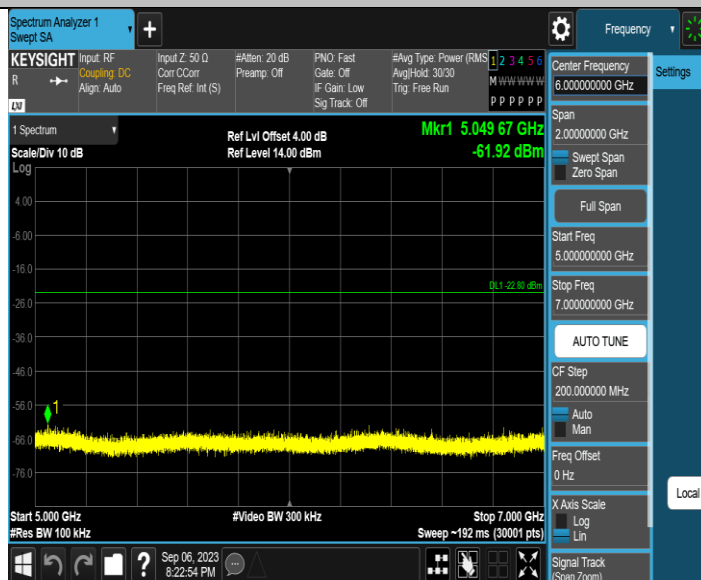 Spectrum Analyzer 1
Swept SA
+
Frequency
KEYSIGHT
R
LXI
Input: RF
Coupling: DC
Align: Auto
Input Z: 50 Ω
Corr CCorr
Freq Ref: Int (S)
#Atten: 20 dB
Preamp: Off
PNO: Fast
Gate: Off
IF Gain: Low
Sig Track: Off
#Avg Type: Power (RMS
Avg|Hold: 30/30
Trig: Free Run
1 2 3 4 5 6
M W W W W W
P P P P P P
1 Spectrum
Scale/Div 10 dB
Log
Ref Lvl Offset 4.00 dB
Ref Level 14.00 dBm
Mkr1 5.049 67 GHz
-61.92 dBm
4.00
-6.00
-16.0
DL1 -22.80 dBm
-26.0
-36.0
-46.0
-56.0
1
-66.0
-76.0
Start 5.000 GHz
#Res BW 100 kHz
#Video BW 300 kHz
Stop 7.000 GHz
Sweep ~192 ms (30001 pts)
?
Sep 06, 2023
8:22:54 PM
Center Frequency
6.000000000 GHz
Span
2.00000000 GHz
Swept Span
Zero Span
Full Span
Start Freq
5.000000000 GHz
Stop Freq
7.000000000 GHz
AUTO TUNE
CF Step
200.000000 MHz
Auto
Man
Freq Offset
0 Hz
X Axis Scale
Log
Lin
Signal Track
(Span Zoom)
Settings
Local